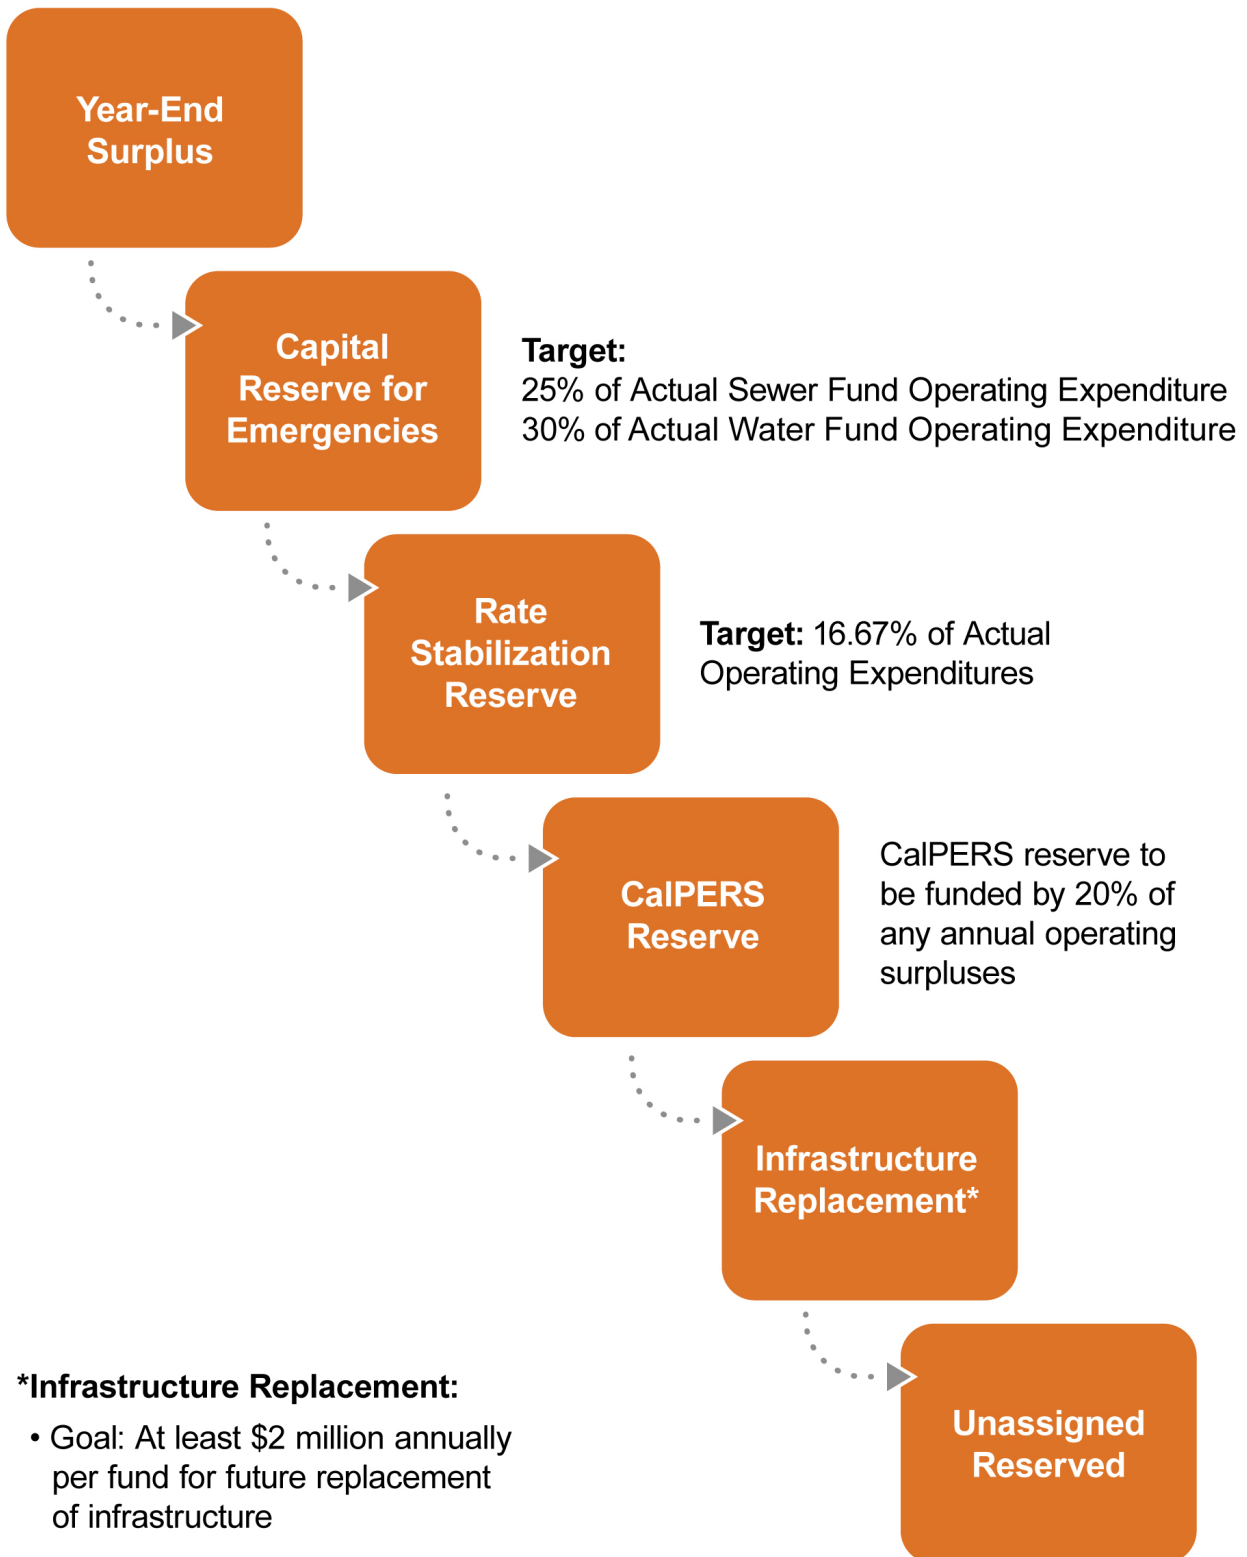 Year-End
Surplus
Capital
Reserve for
Emergencies
Target:
25% of Actual Sewer Fund Operating Expenditure
30% of Actual Water Fund Operating Expenditure
Rate
Stabilization
Reserve
Target: 16.67% of Actual
Operating Expenditures
CalPERS
Reserve
CalPERS reserve to
be funded by 20% of
any annual operating
surpluses
Infrastructure
Replacement*
Unassigned
Reserved
*Infrastructure Replacement:
• Goal: At least $2 million annually
per fund for future replacement
of infrastructure